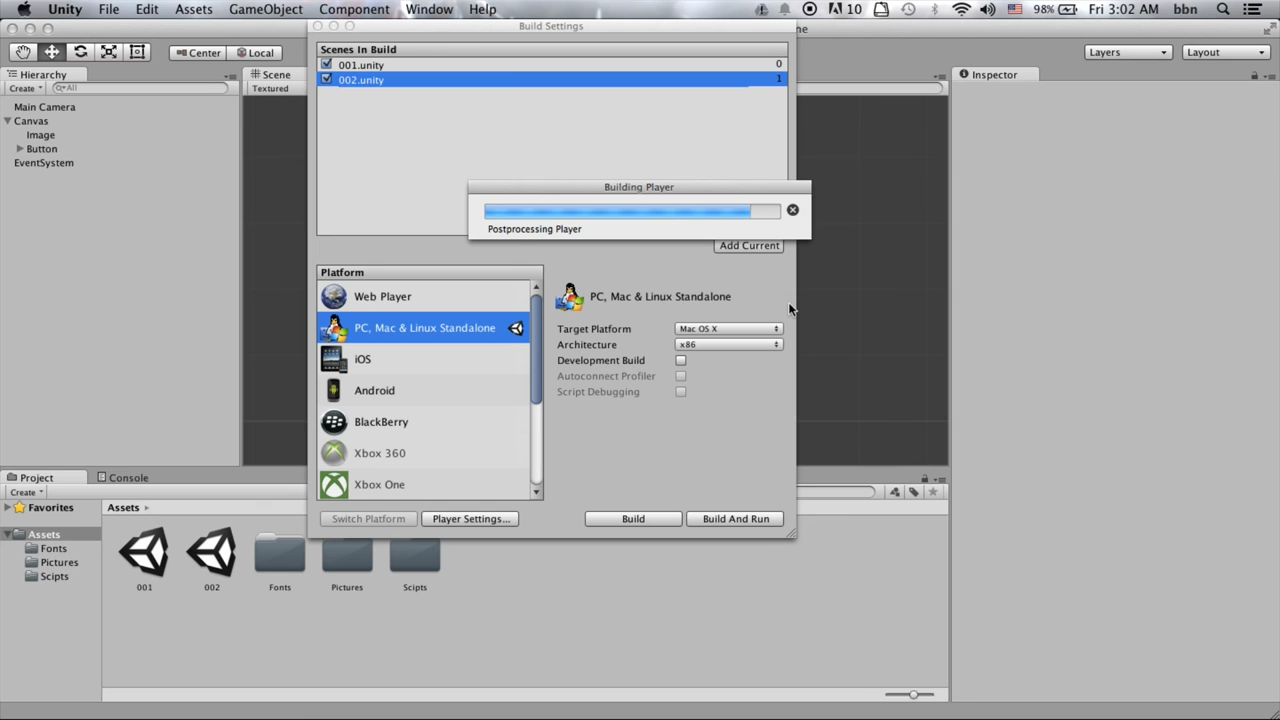 Unity File Edit Assets GameObject Component Window Help
10 98% Fri 3:02 AM bbn
Build Settings
Center Local
Layers Layout
Hierarchy
Create All
Main Camera
Canvas
Image
Button
EventSystem
Scene
Textured
Inspector
Scenes In Build
001.unity 0
002.unity 1
Building Player
Postprocessing Player
Add Current
Platform
Web Player
PC, Mac & Linux Standalone
iOS
Android
BlackBerry
Xbox 360
Xbox One
PC, Mac & Linux Standalone
Target Platform Mac OS X
Architecture x86
Development Build
Autoconnect Profiler
Script Debugging
Switch Platform Player Settings... Build Build And Run
Project Console
Create
Favorites
Assets
Fonts
Pictures
Scipts
Assets
001 002 Fonts Pictures Scipts